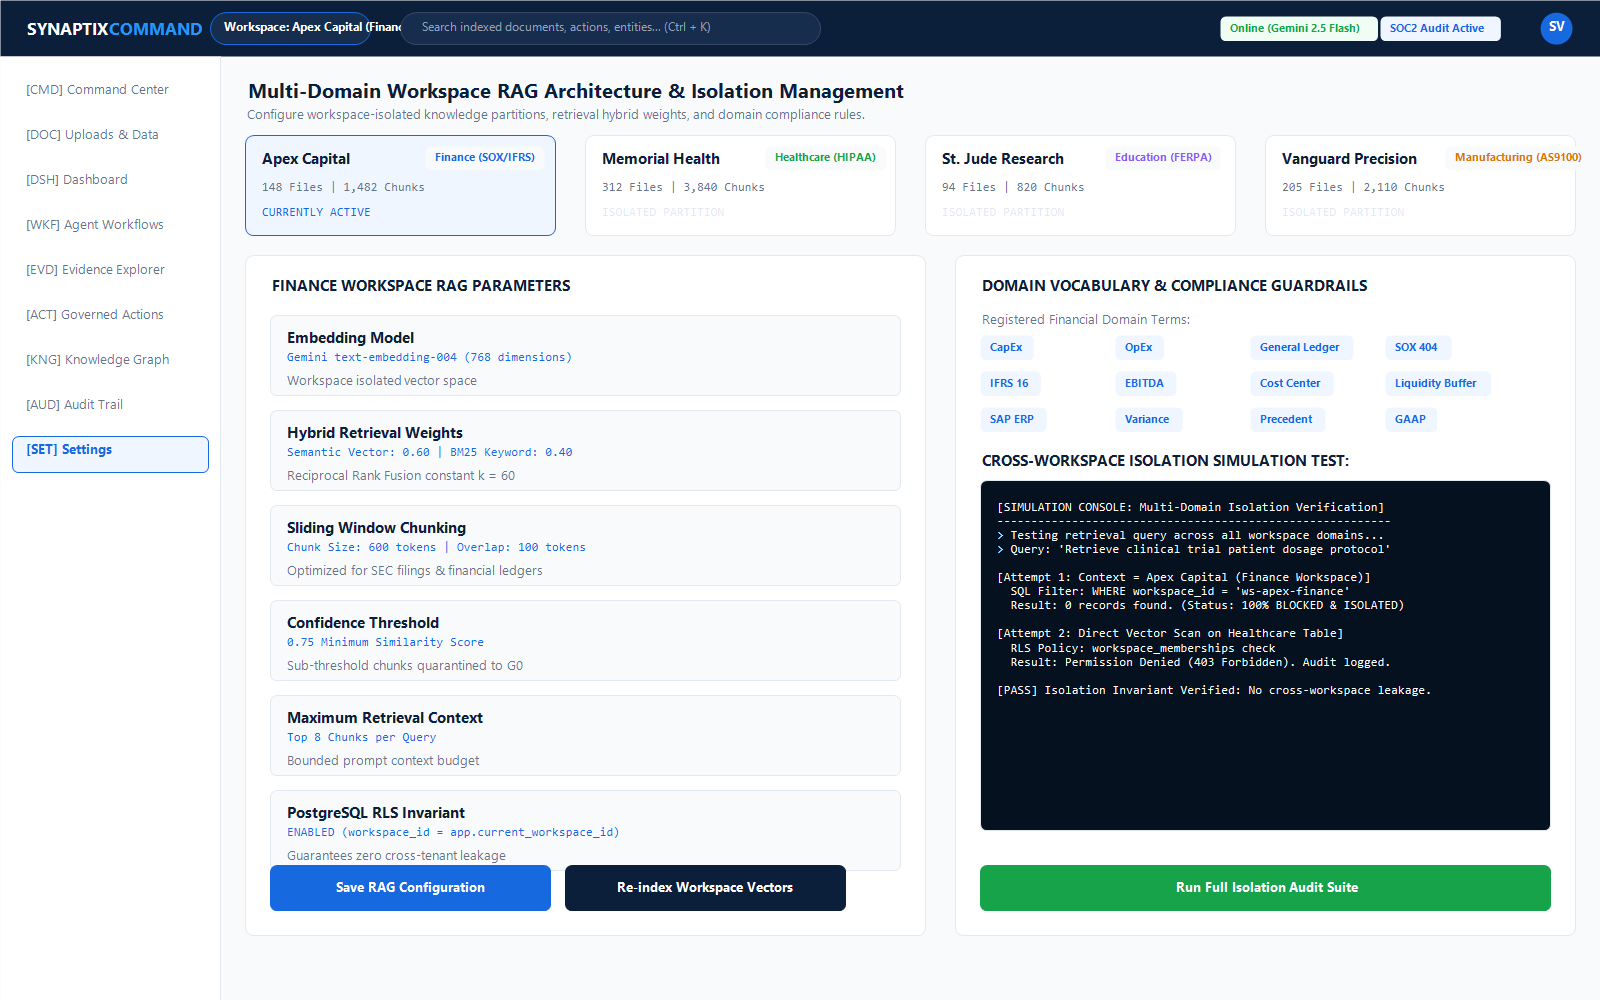 SYNAPTIXCOMMAND
Workspace: Apex Capital (Financ
Search indexed documents, actions, entities... (Ctrl + K)
Online (Gemini 2.5 Flash)
SOC2 Audit Active
SV
[CMD] Command Center
[DOC] Uploads & Data
[DSH] Dashboard
[WKF] Agent Workflows
[EVD] Evidence Explorer
[ACT] Governed Actions
[KNG] Knowledge Graph
[AUD] Audit Trail
[SET] Settings
Multi-Domain Workspace RAG Architecture & Isolation Management
Configure workspace-isolated knowledge partitions, retrieval hybrid weights, and domain compliance rules.
Apex Capital
Finance (SOX/IFRS)
148 Files | 1,482 Chunks
CURRENTLY ACTIVE
Memorial Health
Healthcare (HIPAA)
312 Files | 3,840 Chunks
ISOLATED PARTITION
St. Jude Research
Education (FERPA)
94 Files | 820 Chunks
ISOLATED PARTITION
Vanguard Precision
Manufacturing (AS9100)
205 Files | 2,110 Chunks
ISOLATED PARTITION
FINANCE WORKSPACE RAG PARAMETERS
Embedding Model
Gemini text-embedding-004 (768 dimensions)
Workspace isolated vector space
Hybrid Retrieval Weights
Semantic Vector: 0.60 | BM25 Keyword: 0.40
Reciprocal Rank Fusion constant k = 60
Sliding Window Chunking
Chunk Size: 600 tokens | Overlap: 100 tokens
Optimized for SEC filings & financial ledgers
Confidence Threshold
0.75 Minimum Similarity Score
Sub-threshold chunks quarantined to G0
Maximum Retrieval Context
Top 8 Chunks per Query
Bounded prompt context budget
PostgreSQL RLS Invariant
ENABLED (workspace_id = app.current_workspace_id)
Guarantees zero cross-tenant leakage
Save RAG Configuration
Re-index Workspace Vectors
DOMAIN VOCABULARY & COMPLIANCE GUARDRAILS
Registered Financial Domain Terms:
CapEx
OpEx
General Ledger
SOX 404
IFRS 16
EBITDA
Cost Center
Liquidity Buffer
SAP ERP
Variance
Precedent
GAAP
CROSS-WORKSPACE ISOLATION SIMULATION TEST:
[SIMULATION CONSOLE: Multi-Domain Isolation Verification]
----------------------------------------------------------
> Testing retrieval query across all workspace domains...
> Query: 'Retrieve clinical trial patient dosage protocol'
[Attempt 1: Context = Apex Capital (Finance Workspace)]
SQL Filter: WHERE workspace_id = 'ws-apex-finance'
Result: 0 records found. (Status: 100% BLOCKED & ISOLATED)
[Attempt 2: Direct Vector Scan on Healthcare Table]
RLS Policy: workspace_memberships check
Result: Permission Denied (403 Forbidden). Audit logged.
[PASS] Isolation Invariant Verified: No cross-workspace leakage.
Run Full Isolation Audit Suite